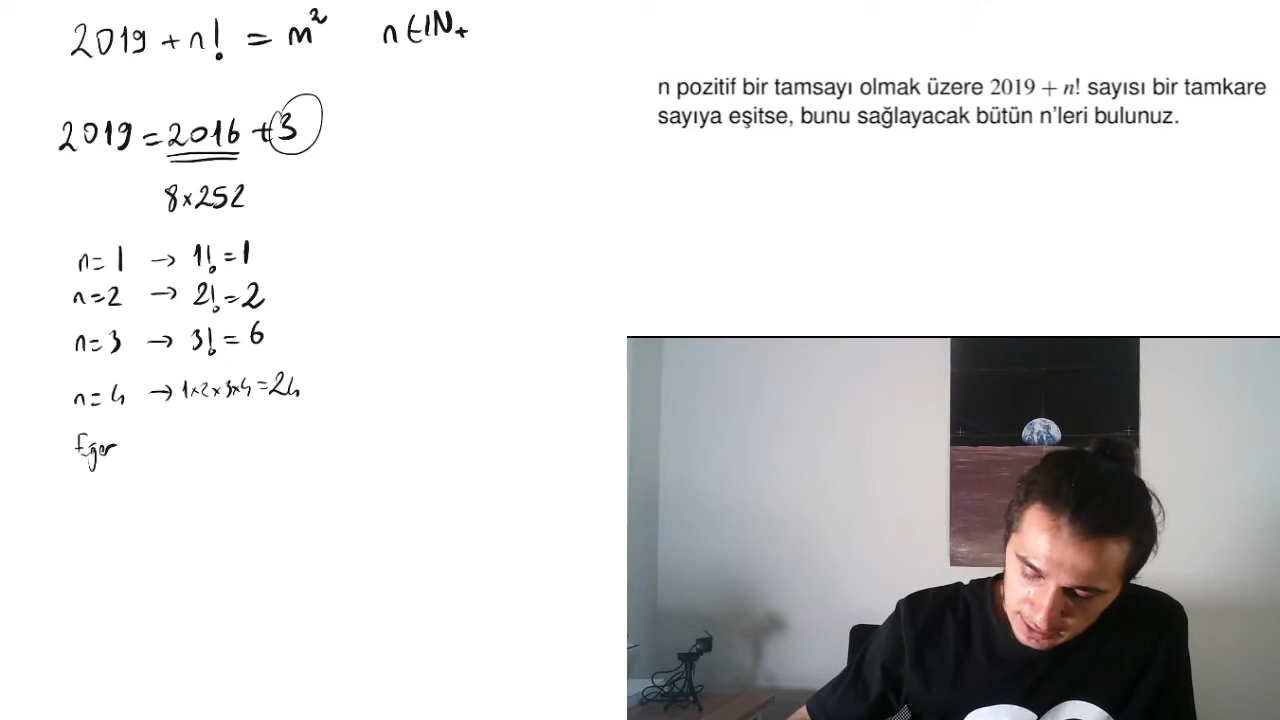 2019 + n! = m² n ∈ IN₊
2019 = 2016 + 3
8×252
n=1 → 1! = 1
n=2 → 2! = 2
n=3 → 3! = 6
n=4 → 1×2×3×4 = 24
Eğer
n pozitif bir tamsayı olmak üzere 2019 + n! sayısı bir tamkare
sayıya eşitse, bunu sağlayacak bütün n'leri bulunuz.